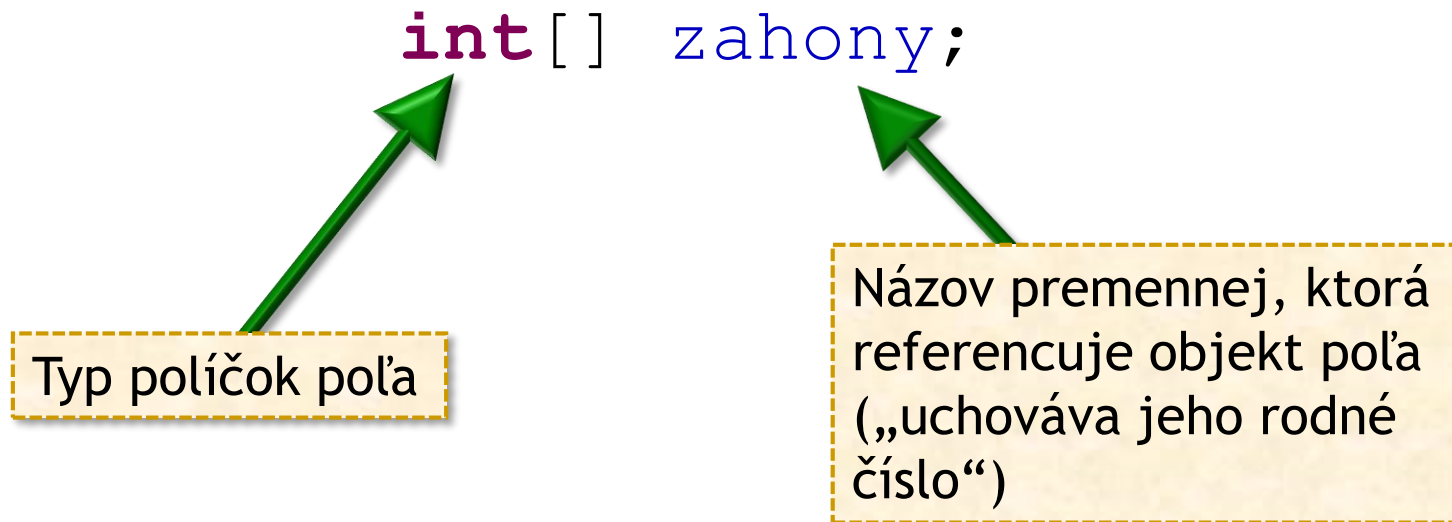 int[] zahony;
Typ políčok poľa
Názov premennej, ktorá
referencuje objekt poľa
(„uchováva jeho rodné
číslo“)